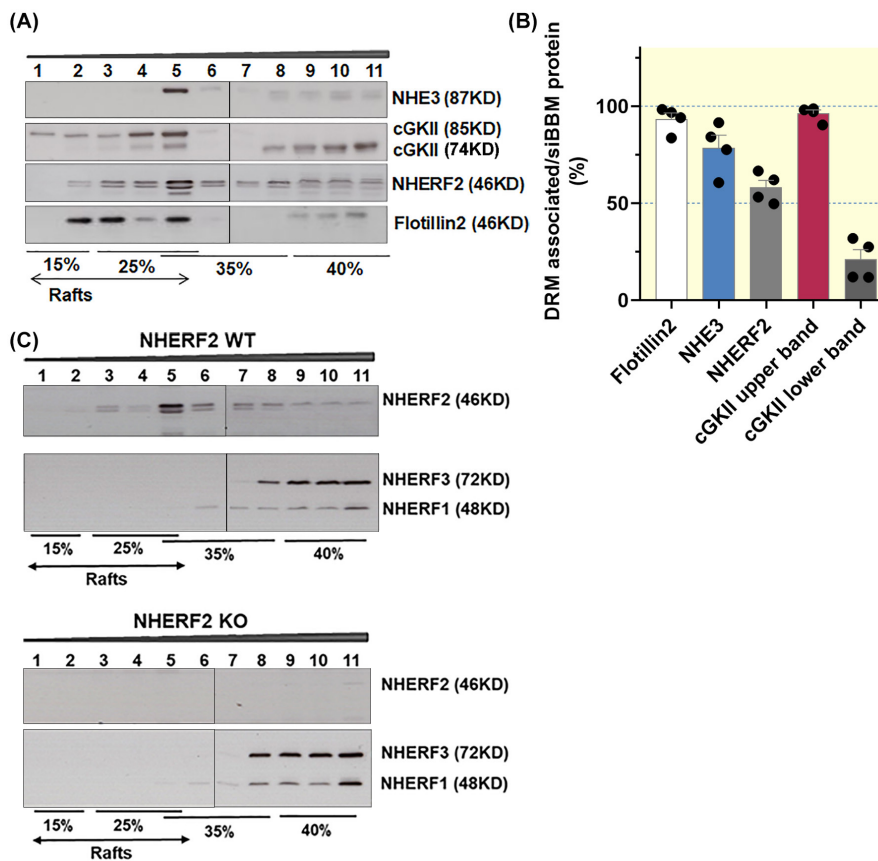 (A)
1 2 3 4 5 6 7 8 9 10 11
NHE3 (87KD)
cGKII (85KD)
cGKII (74KD)
NHERF2 (46KD)
Flotillin2 (46KD)
15% 25% 35% 40%
Rafts
(B)
DRM associated/siBBM protein
(%)
100
50
0
Flotillin2
NHE3
NHERF2
cGKII upper band
cGKII lower band
(C)
NHERF2 WT
1 2 3 4 5 6 7 8 9 10 11
NHERF2 (46KD)
NHERF3 (72KD)
NHERF1 (48KD)
15% 25% 35% 40%
Rafts
NHERF2 KO
1 2 3 4 5 6 7 8 9 10 11
NHERF2 (46KD)
NHERF3 (72KD)
NHERF1 (48KD)
15% 25% 35% 40%
Rafts